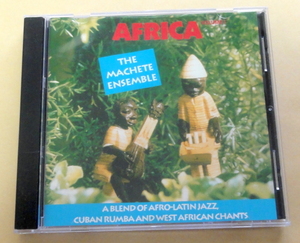 AFRICA
THE
MACHETE
ENSEMBLE
A BLEND OF AFRO-LATIN JAZZ,
CUBAN RUMBA AND WEST AFRICAN CHANTS